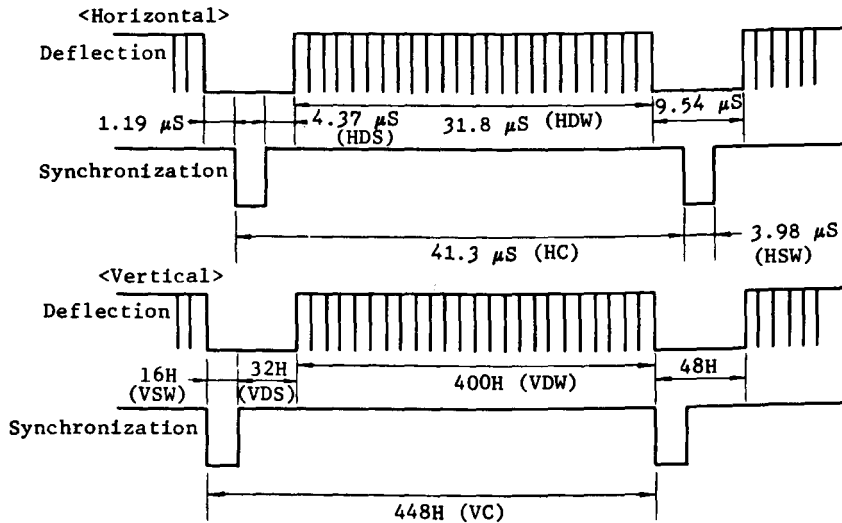 <Horizontal>
Deflection
1.19 μS
4.37 μS
(HDS)
31.8 μS (HDW)
9.54 μS
Synchronization
41.3 μS (HC)
3.98 μS
(HSW)
<Vertical>
Deflection
16H
(VSW)
32H
(VDS)
400H (VDW)
48H
Synchronization
448H (VC)